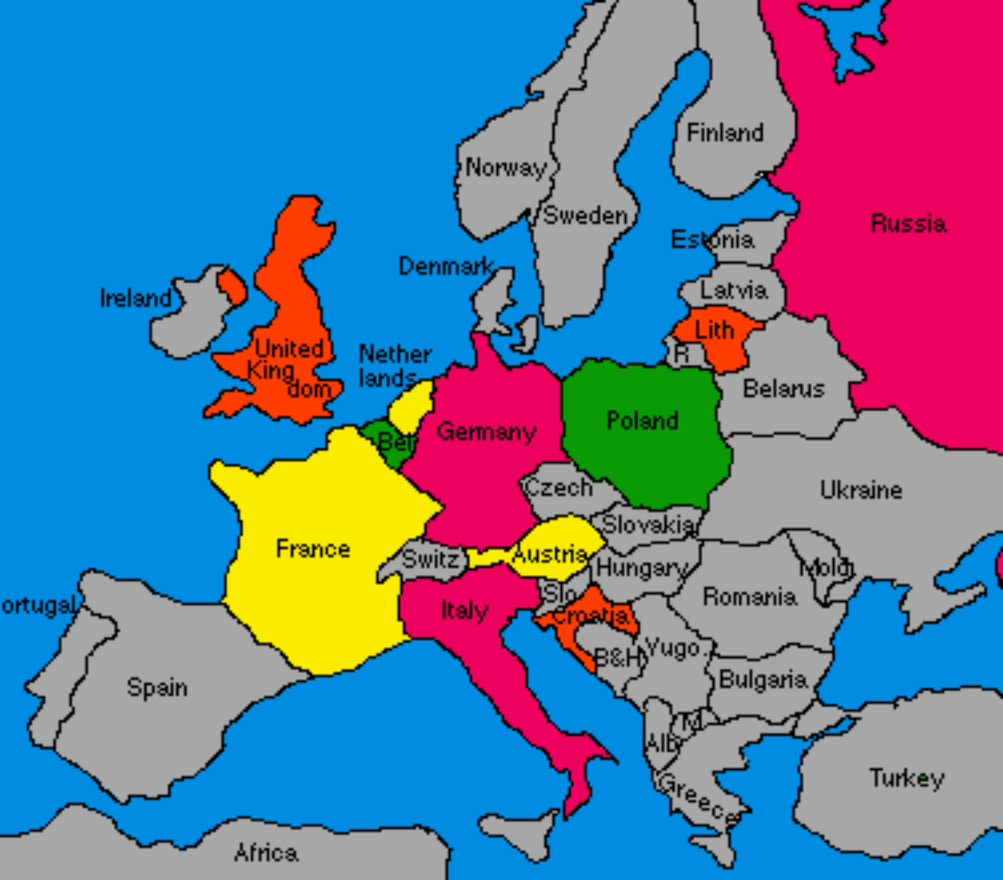 Finland
Norway
Sweden
Russia
Estonia
Denmark
Latvia
Ireland
Lith
United
King
dom
Nether
lands
R
Belarus
Poland
Germany
Bel
Czech
Ukraine
Slovakia
France
Austria
Switz
Hungary
Mold
Slo
Romania
ortugal
Italy
Croatia
Yugo.
B&H
Bulgaria
Spain
M
Alb
Turkey
Greece
Africa